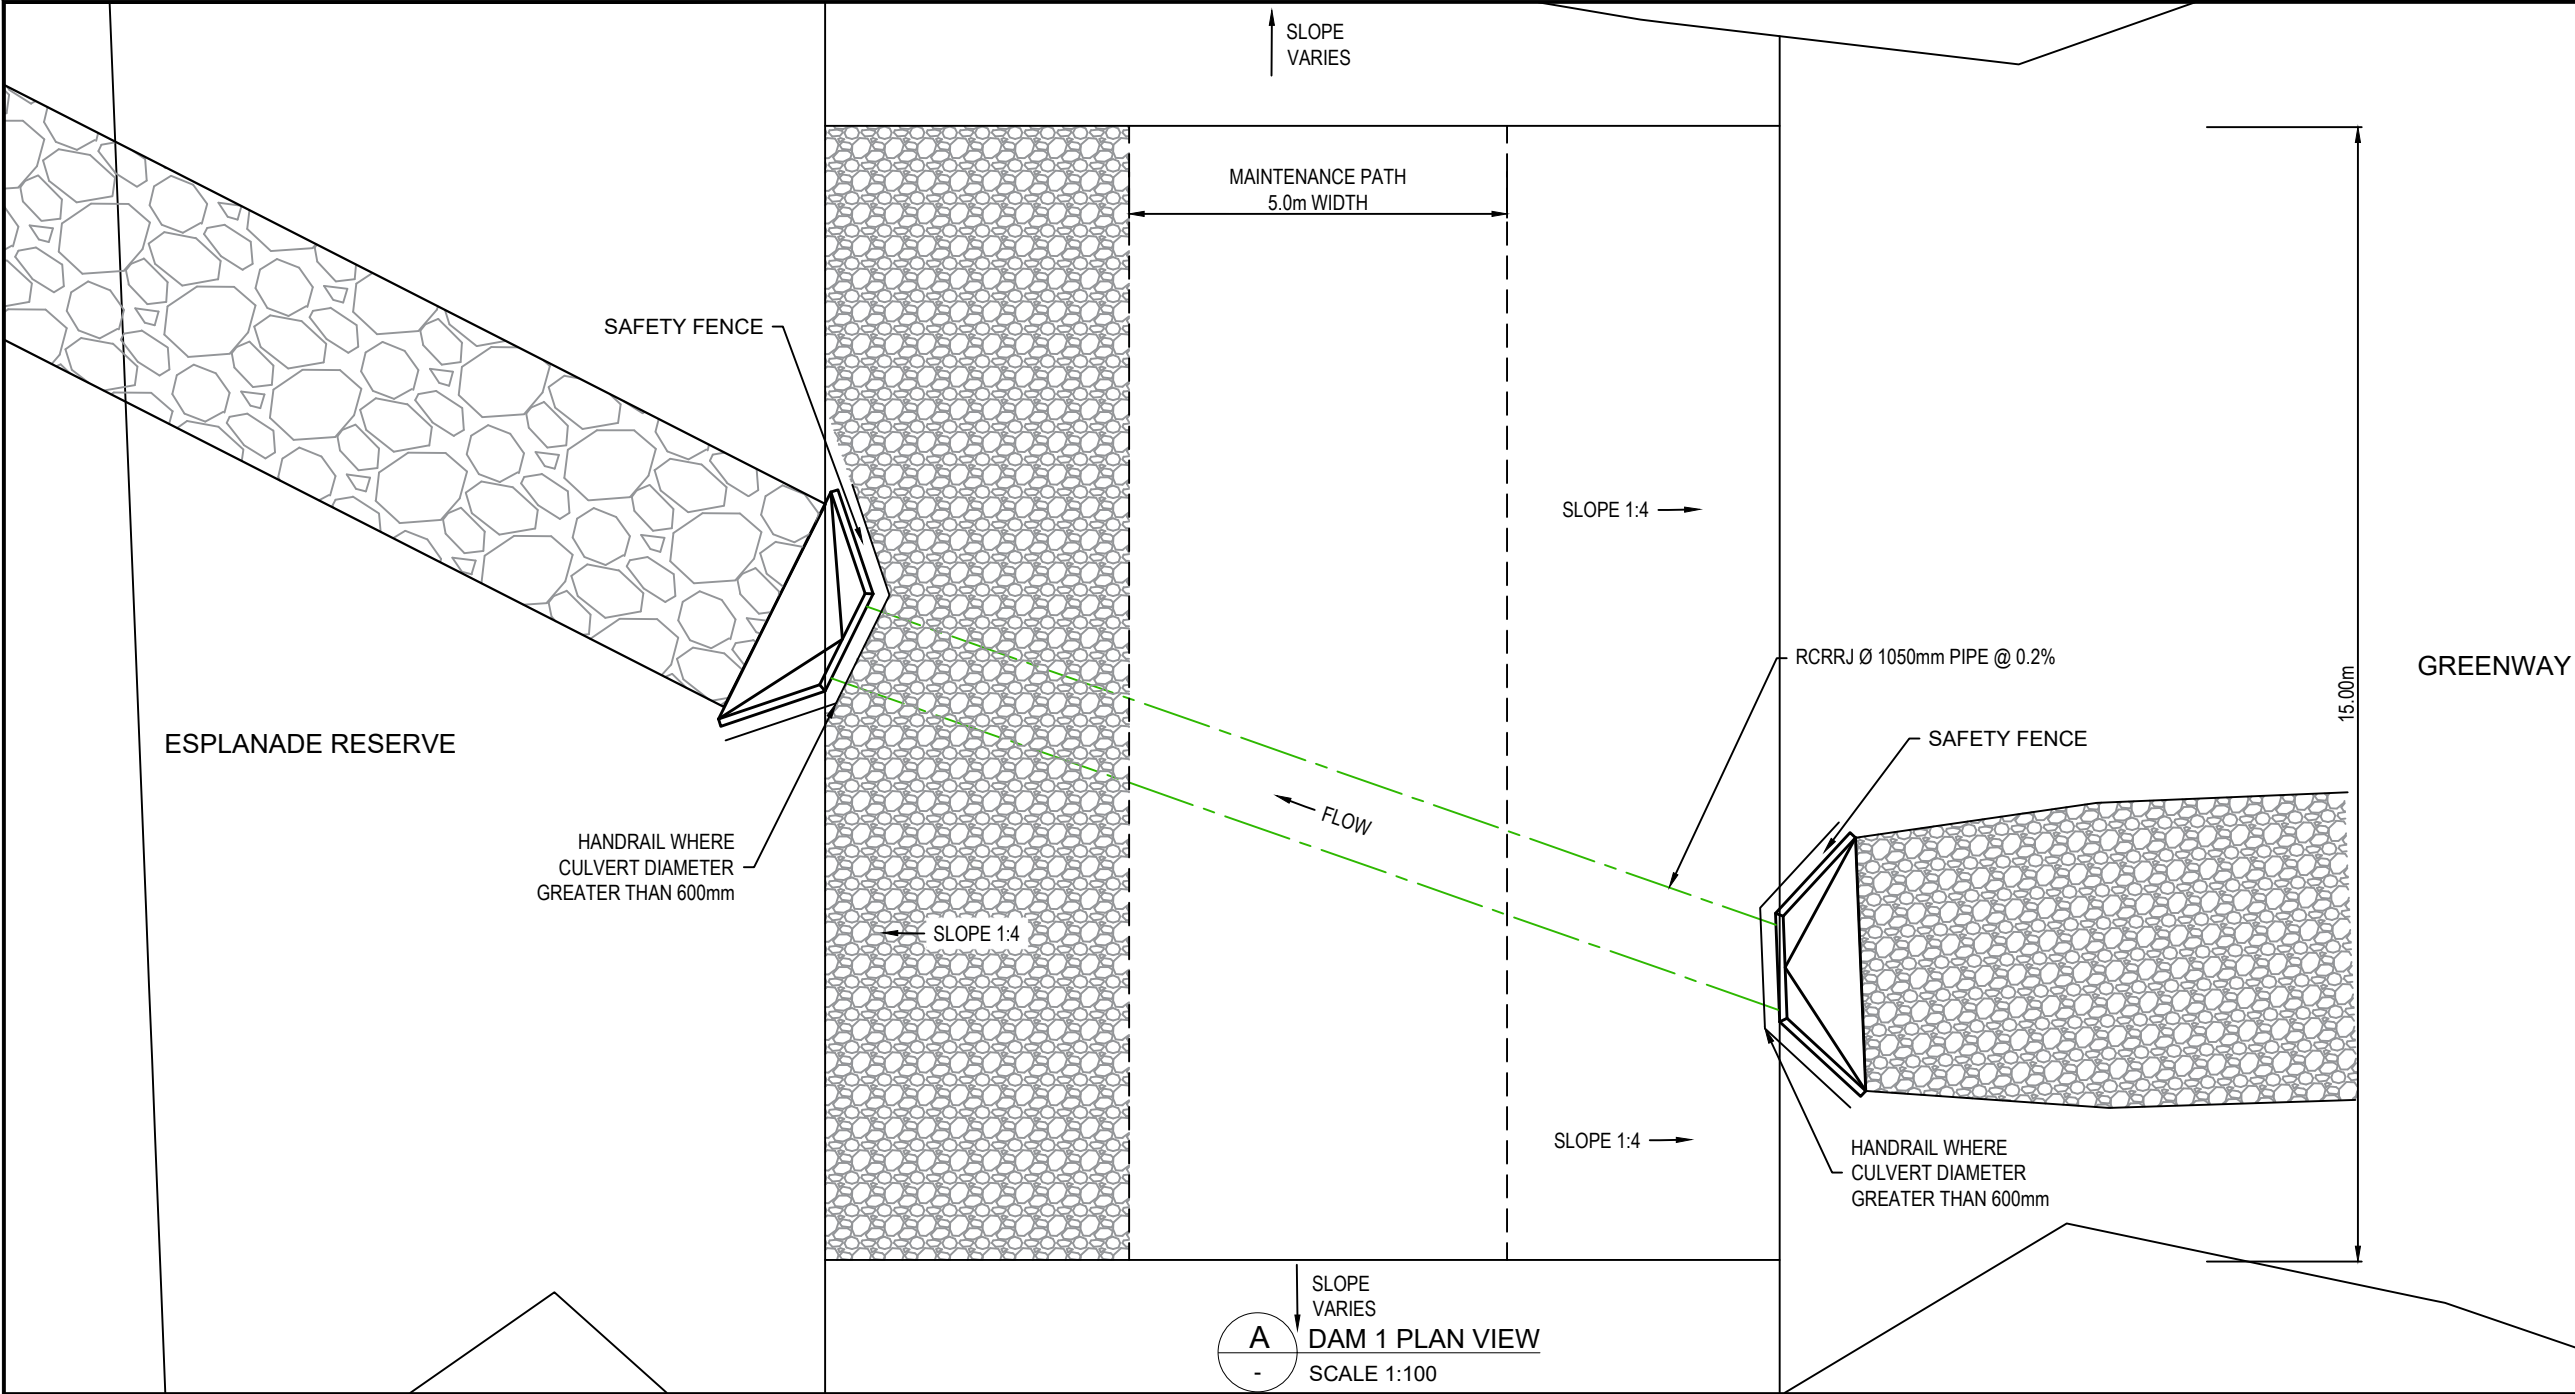 SLOPE
VARIES
MAINTENANCE PATH
5.0m WIDTH
SAFETY FENCE
SLOPE 1:4
RCRRJ Ø 1050mm PIPE @ 0.2%
GREENWAY
15.00m
ESPLANADE RESERVE
SAFETY FENCE
FLOW
HANDRAIL WHERE
CULVERT DIAMETER
GREATER THAN 600mm
SLOPE 1:4
SLOPE 1:4
HANDRAIL WHERE
CULVERT DIAMETER
GREATER THAN 600mm
SLOPE
VARIES
A
-
DAM 1 PLAN VIEW
SCALE 1:100